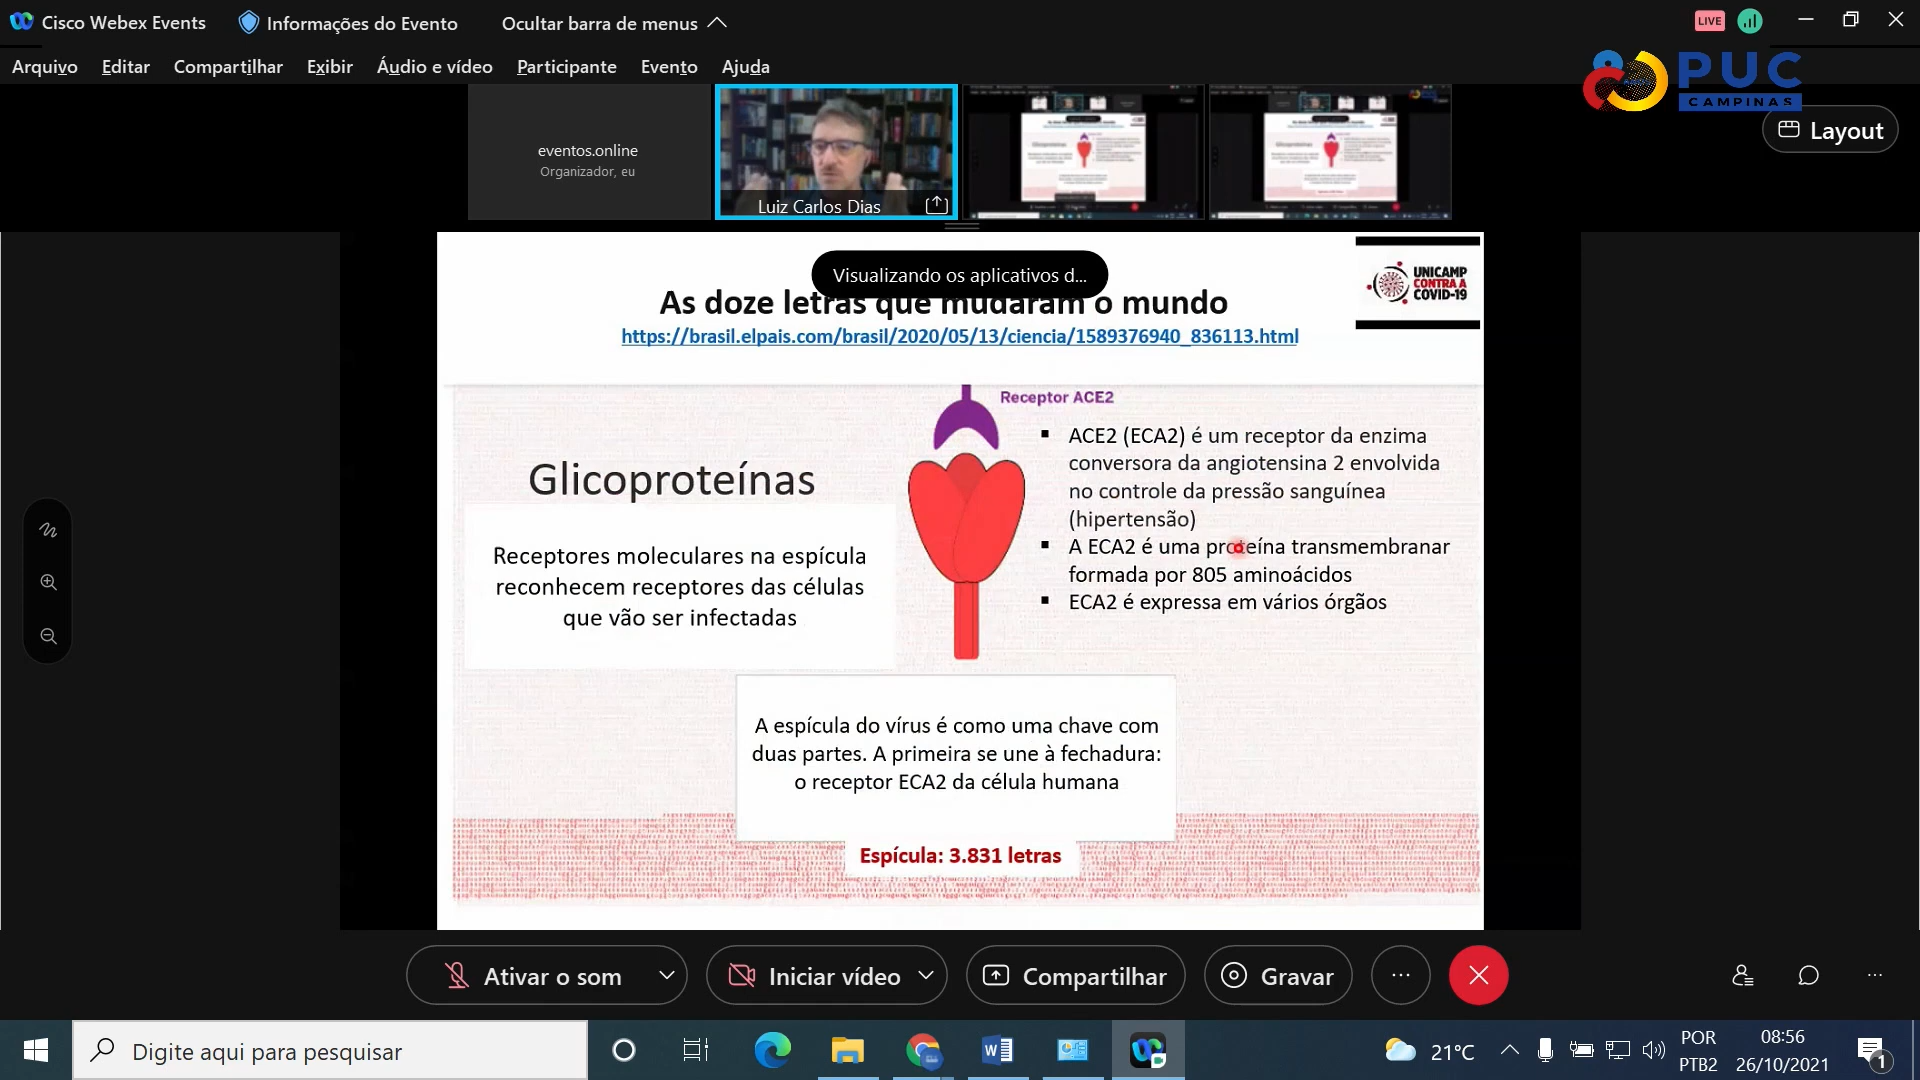 Cisco Webex Events
Informações do Evento
Ocultar barra de menus
LIVE
Arquivo Editar Compartilhar Exibir Áudio e vídeo Participante Evento Ajuda
PUC
CAMPINAS
Layout
eventos.online
Organizador, eu
Luiz Carlos Dias
Visualizando os aplicativos d...
As doze letras que mudaram o mundo
https://brasil.elpais.com/brasil/2020/05/13/ciencia/1589376940_836113.html
UNICAMP
CONTRA A
COVID-19
Receptor ACE2
Glicoproteínas
Receptores moleculares na espícula
reconhecem receptores das células
que vão ser infectadas
▪ ACE2 (ECA2) é um receptor da enzima
conversora da angiotensina 2 envolvida
no controle da pressão sanguínea
(hipertensão)
▪ A ECA2 é uma proteína transmembranar
formada por 805 aminoácidos
▪ ECA2 é expressa em vários órgãos
A espícula do vírus é como uma chave com
duas partes. A primeira se une à fechadura:
o receptor ECA2 da célula humana
Espícula: 3.831 letras
Ativar o som
Iniciar vídeo
Compartilhar
Gravar
Digite aqui para pesquisar
21°C
POR
PTB2
08:56
26/10/2021
1